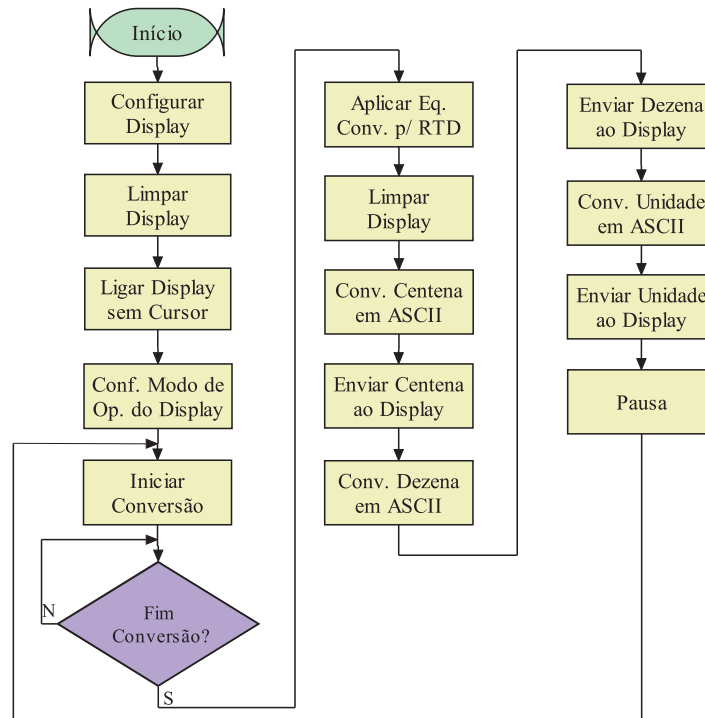 Início
Configurar
Display
Limpar
Display
Ligar Display
sem Cursor
Conf. Modo de
Op. do Display
Iniciar
Conversão
Fim
Conversão?
N
S
Aplicar Eq.
Conv. p/ RTD
Limpar
Display
Conv. Centena
em ASCII
Enviar Centena
ao Display
Conv. Dezena
em ASCII
Enviar Dezena
ao Display
Conv. Unidade
em ASCII
Enviar Unidade
ao Display
Pausa